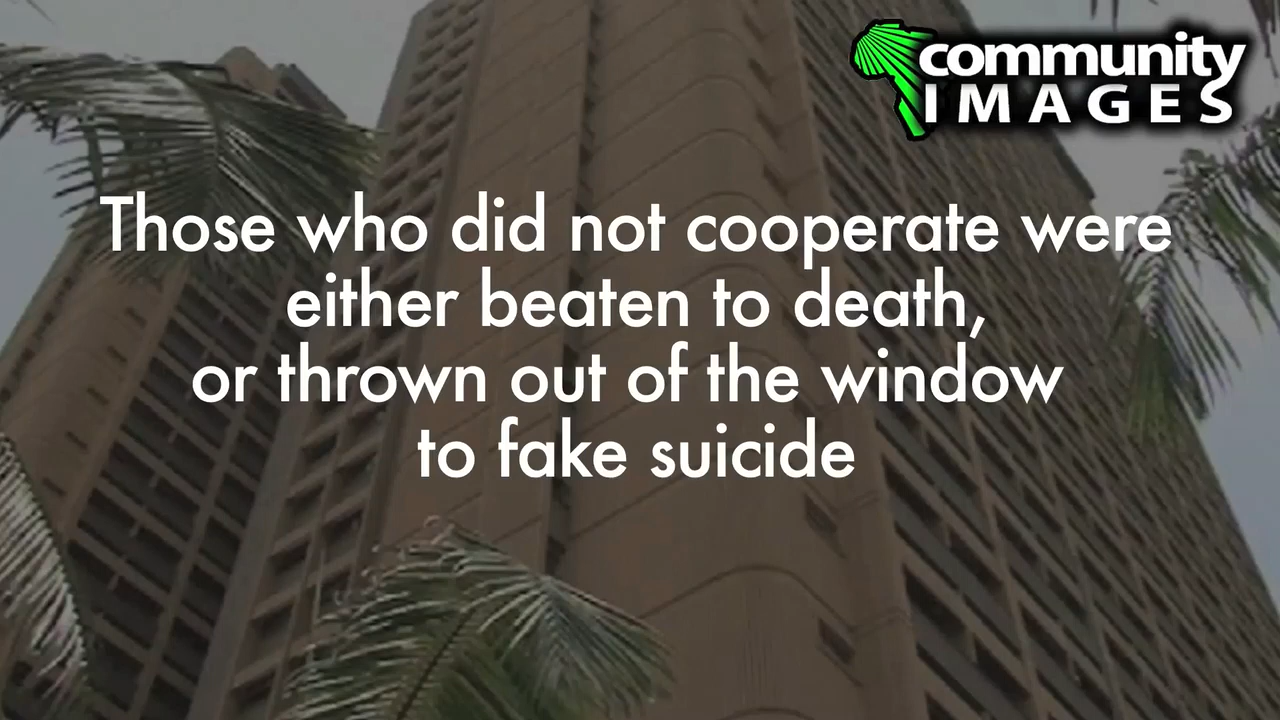 community
IMAGES
Those who did not cooperate were
either beaten to death,
or thrown out of the window
to fake suicide